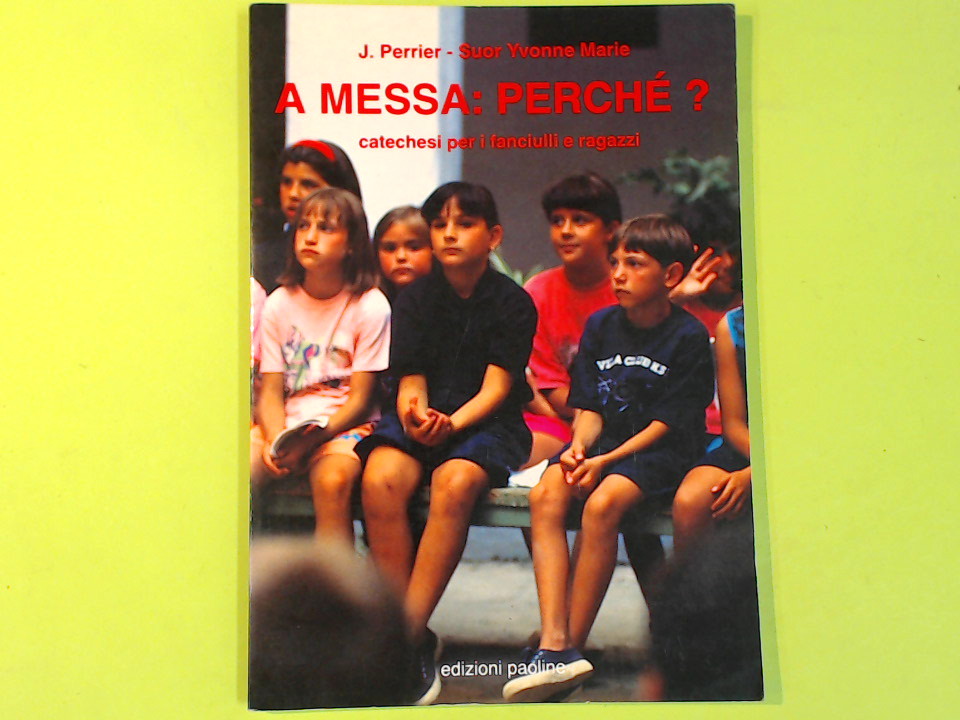 J. Perrier - Suor Yvonne Marie
A MESSA: PERCHÉ ?
catechesi per i fanciulli e ragazzi
edizioni paoline